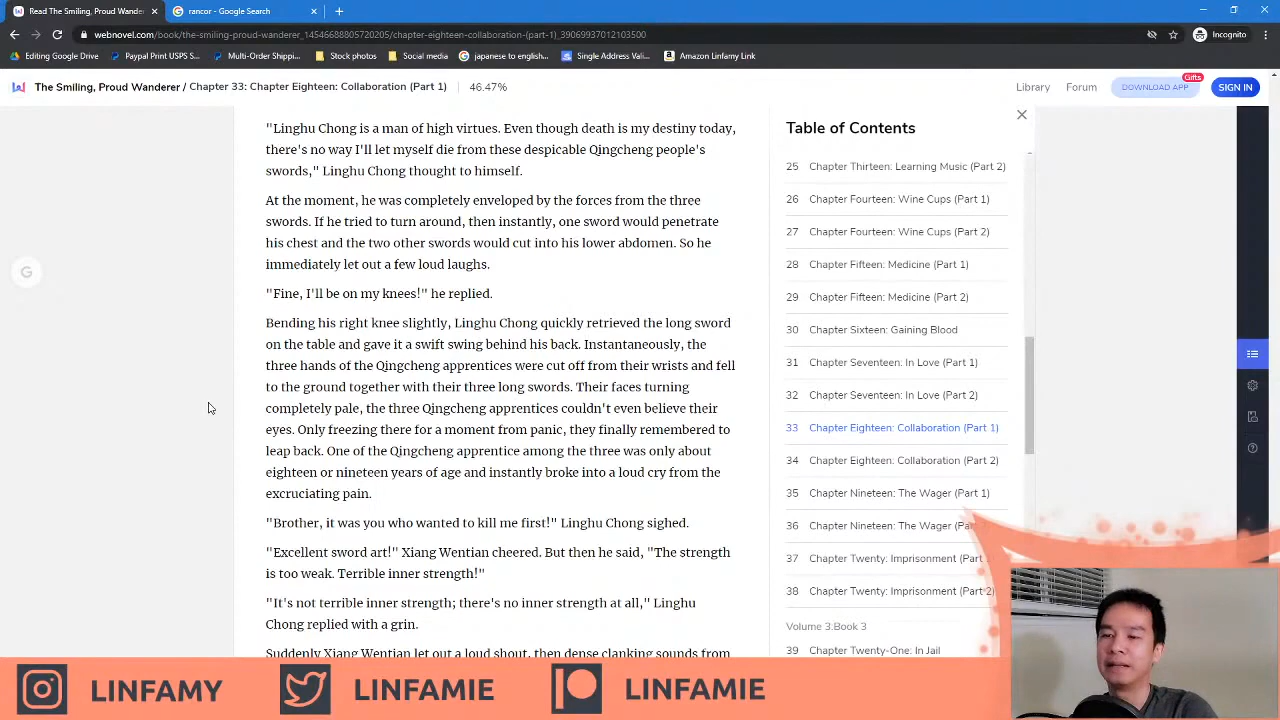 Read The Smiling, Proud Wander
rancor - Google Search
webnovel.com/book/the-smiling-proud-wanderer_14546688805720205/chapter-eighteen-collaboration-(part-1)_39069937012103500
Incognito
Editing Google Drive
Paypal Print USPS S...
Multi-Order Shippi...
Stock photos
Social media
japanese to english...
Single Address Vali...
Amazon Linfamy Link
The Smiling, Proud Wanderer / Chapter 33: Chapter Eighteen: Collaboration (Part 1)
46.47%
Library
Forum
DOWNLOAD APP
Gifts
SIGN IN
"Linghu Chong is a man of high virtues. Even though death is my destiny today,
there's no way I'll let myself die from these despicable Qingcheng people's
swords," Linghu Chong thought to himself.
At the moment, he was completely enveloped by the forces from the three
swords. If he tried to turn around, then instantly, one sword would penetrate
his chest and the two other swords would cut into his lower abdomen. So he
immediately let out a few loud laughs.
"Fine, I'll be on my knees!" he replied.
Bending his right knee slightly, Linghu Chong quickly retrieved the long sword
on the table and gave it a swift swing behind his back. Instantaneously, the
three hands of the Qingcheng apprentices were cut off from their wrists and fell
to the ground together with their three long swords. Their faces turning
completely pale, the three Qingcheng apprentices couldn't even believe their
eyes. Only freezing there for a moment from panic, they finally remembered to
leap back. One of the Qingcheng apprentice among the three was only about
eighteen or nineteen years of age and instantly broke into a loud cry from the
excruciating pain.
"Brother, it was you who wanted to kill me first!" Linghu Chong sighed.
"Excellent sword art!" Xiang Wentian cheered. But then he said, "The strength
is too weak. Terrible inner strength!"
"It's not terrible inner strength; there's no inner strength at all," Linghu
Chong replied with a grin.
Suddenly Xiang Wentian let out a loud shout, then dense clanking sounds from
Table of Contents
25 Chapter Thirteen: Learning Music (Part 2)
26 Chapter Fourteen: Wine Cups (Part 1)
27 Chapter Fourteen: Wine Cups (Part 2)
28 Chapter Fifteen: Medicine (Part 1)
29 Chapter Fifteen: Medicine (Part 2)
30 Chapter Sixteen: Gaining Blood
31 Chapter Seventeen: In Love (Part 1)
32 Chapter Seventeen: In Love (Part 2)
33 Chapter Eighteen: Collaboration (Part 1)
34 Chapter Eighteen: Collaboration (Part 2)
35 Chapter Nineteen: The Wager (Part 1)
36 Chapter Nineteen: The Wager (Pa
37 Chapter Twenty: Imprisonment (Part
38 Chapter Twenty: Imprisonment (Part 2)
Volume 3:Book 3
39 Chapter Twenty-One: In Jail
G
LINFAMY
LINFAMIE
LINFAMIE